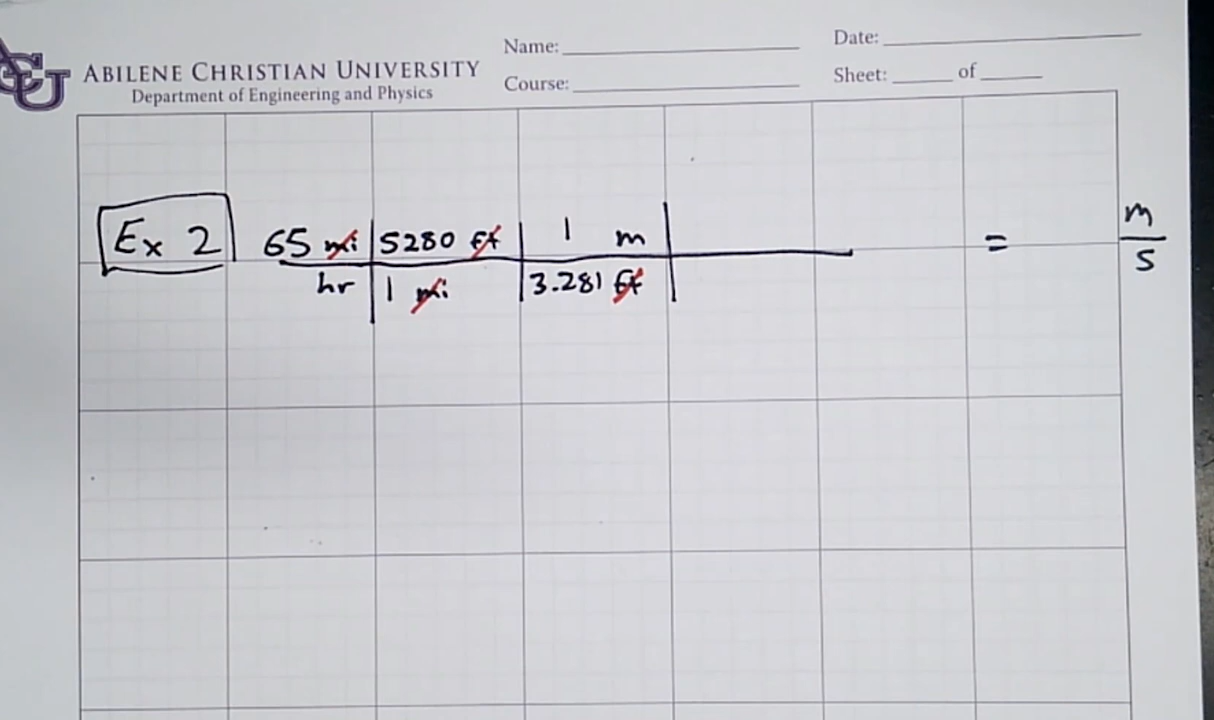 ACU
ABILENE CHRISTIAN UNIVERSITY
Department of Engineering and Physics
Name:
Course:
Date:
Sheet: of
Ex 2
65 mi 5280 ft 1 m = m
hr 1 mi 3.281 ft s